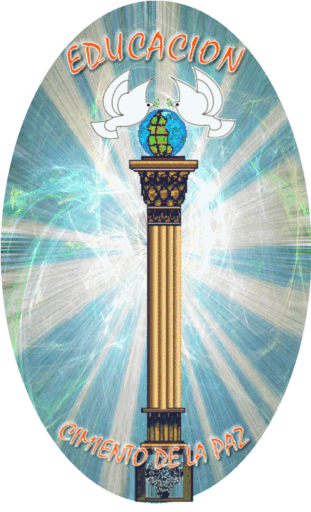 EDUCACION
CIMIENTO DE LA PAZ